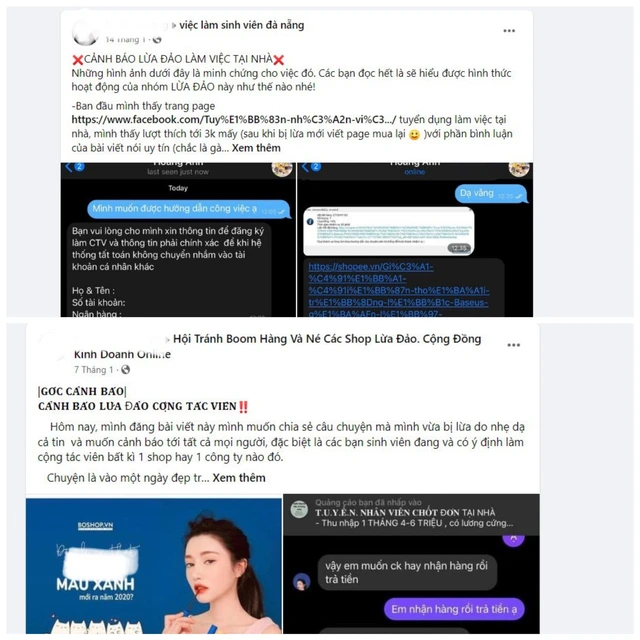 » việc làm sinh viên đà nẵng
14 Tháng 1 ·
❌CẢNH BÁO LỪA ĐẢO LÀM VIỆC TẠI NHÀ❌
Những hình ảnh dưới đây là minh chứng cho việc đó. Các bạn đọc hết là sẽ hiểu được hình thức
hoạt động của nhóm LỪA ĐẢO này như thế nào nhé!
-Ban đầu mình thấy trang page
https://www.facebook.com/Tuy%E1%BB%83n-nh%C3%A2n-vi%C3.../ tuyển dụng làm việc tại
nhà, mình thấy lượt thích tới 3k mấy (sau khi bị lừa mới viết page mua lại 😀 )với phần bình luận
của bài viết nói uy tín (chắc là gà... Xem thêm
2
Hoàng Anh
last seen just now
Today
Mình muốn được hướng dẫn công việc ạ
Bạn vui lòng cho mình xin thông tin để đăng ký
làm CTV và thông tin phải chính xác để khi hệ
thống tất toán không chuyển nhầm vào tài
khoản cá nhân khác
Họ & Tên :
Số tài khoản:
Ngân hàng :
2
Hoàng Anh
online
Dạ vâng
12:35
https://shopee.vn/Gi%C3%A1-
%C4%91%E1%BB%87n-tho%E1%BA%A1i-
tr%E1%BB%8Dng-l%E1%BB%B1c-Baseus-
» Hội Tránh Boom Hàng Và Né Các Shop Lừa Đảo. Cộng Đồng
Kinh Doanh Online
7 Tháng 1 ·
|GÓC CẢNH BÁO|
CẢNH BÁO LỪA ĐẢO CỘNG TÁC VIÊN‼️
Hôm nay, mình đăng bài viết này mình muốn chia sẻ câu chuyện mà mình vừa bị lừa do nhẹ dạ
cả tin và muốn cảnh báo tới tất cả mọi người, đặc biệt là các bạn sinh viên đang và có ý định làm
cộng tác viên bất kì 1 shop hay 1 công ty nào đó.
Chuyện là vào một ngày đẹp tr... Xem thêm
BOSHOP.VN
MÀU XANH
mới ra năm 2020?
Quảng cáo bạn đã nhấp vào
T.U.Y.Ể.N. NHÂN VIÊN CHỐT ĐƠN TẠI NHÀ
- Thu nhập 1 THÁNG 4-6 TRIỆU , có lương cứng...
vậy em muốn ck hay nhận hàng rồi
trả tiền
Em nhận hàng rồi trả tiền ạ